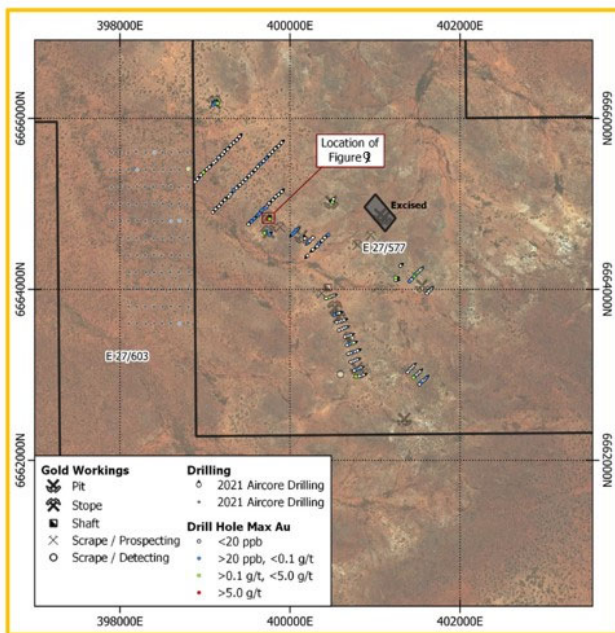 398000E 400000E 402000E
6666000N 6666000N
Location of
Figure
Excised
E 27/577
6664000N 6664000N
E 27/603
6662000N 6662000N
Gold Workings
Pit
Stope
Shaft
Scrape / Prospecting
Scrape / Detecting
Drilling
2021 Aircore Drilling
2021 Aircore Drilling
Drill Hole Max Au
<20 ppb
>20 ppb, <0.1 g/t
>0.1 g/t, <5.0 g/t
>5.0 g/t
398000E 400000E 402000E